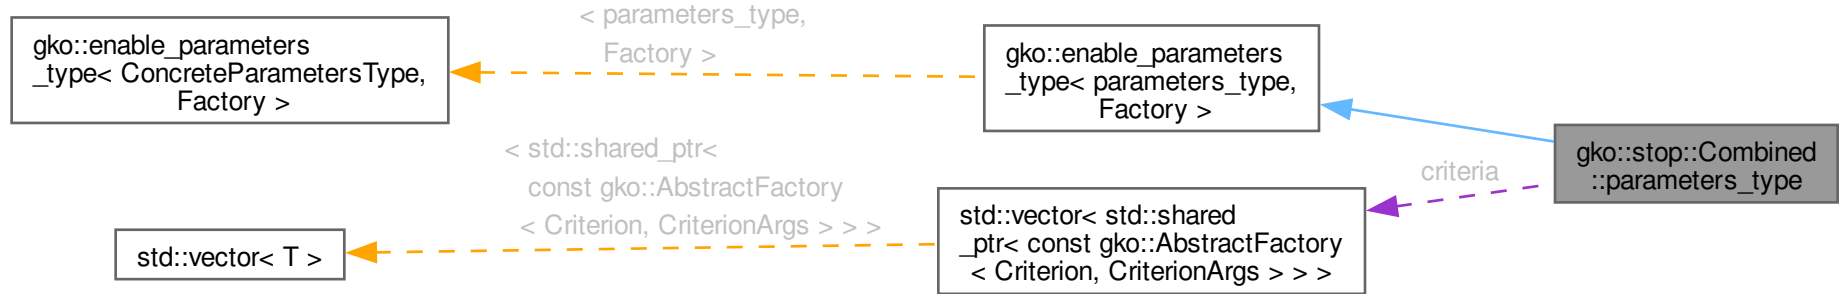 gko::enable_parameters
_type< ConcreteParametersType,
Factory >
< parameters_type,
Factory >
gko::enable_parameters
_type< parameters_type,
Factory >
gko::stop::Combined
::parameters_type
criteria
< std::shared_ptr<
const gko::AbstractFactory
< Criterion, CriterionArgs > > >
std::vector< T >
std::vector< std::shared
_ptr< const gko::AbstractFactory
< Criterion, CriterionArgs > > >